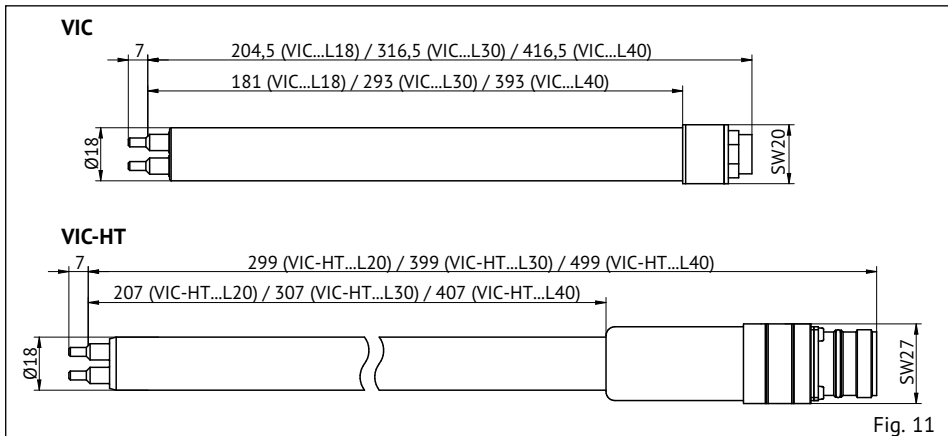 VIC
7
204,5 (VIC...L18) / 316,5 (VIC...L30) / 416,5 (VIC...L40)
181 (VIC...L18) / 293 (VIC...L30) / 393 (VIC...L40)
Ø18
SW20
VIC-HT
7
299 (VIC-HT...L20) / 399 (VIC-HT...L30) / 499 (VIC-HT...L40)
207 (VIC-HT...L20) / 307 (VIC-HT...L30) / 407 (VIC-HT...L40)
Ø18
SW27
Fig. 11